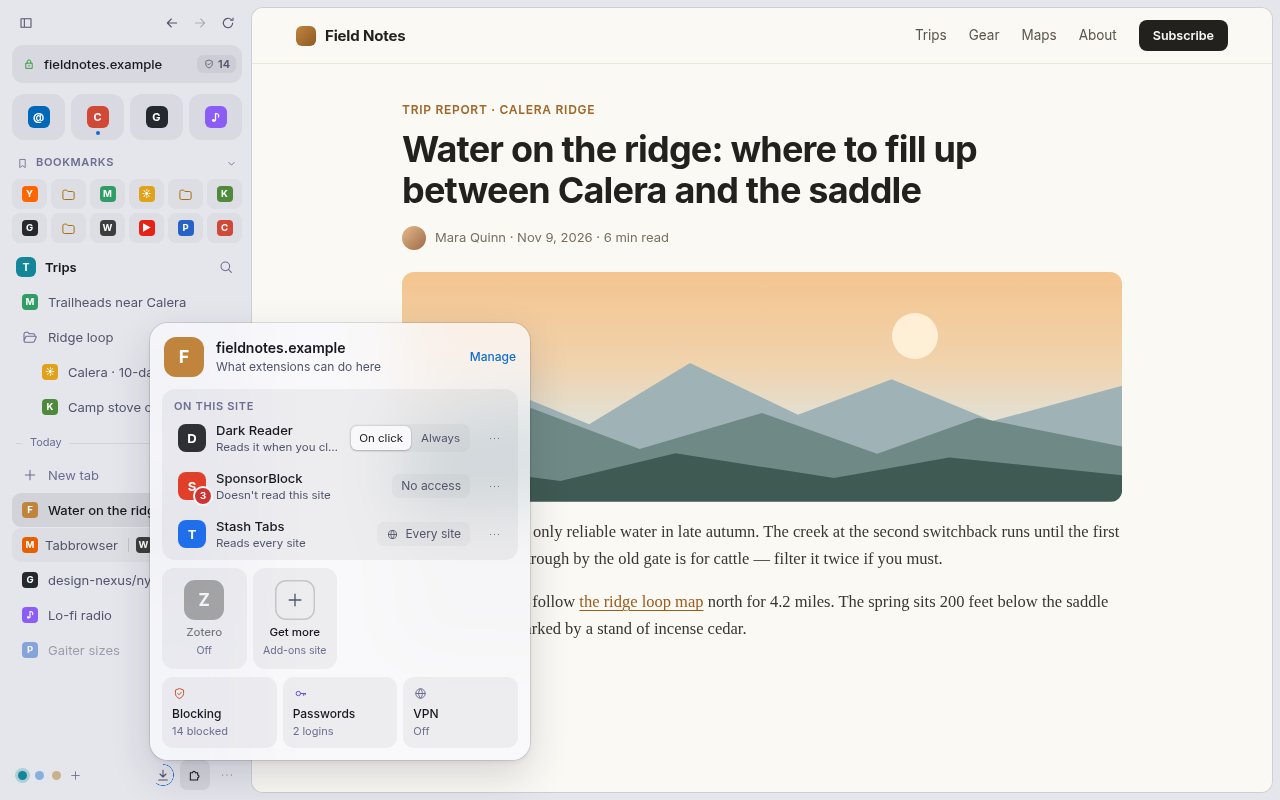 fieldnotes.example
14
@
C
G
BOOKMARKS
Y
M
K
G
W
P
C
T Trips
M Trailheads near Calera
Ridge loop
Calera · 10-da
K Camp stove c
Today
New tab
F Water on the ridg
Tabbrowser
W
G design-nexus/ny
Lo-fi radio
P Gaiter sizes
Field Notes
Trips
Gear
Maps
About
Subscribe
TRIP REPORT · CALERA RIDGE
Water on the ridge: where to fill up
between Calera and the saddle
Mara Quinn · Nov 9, 2026 · 6 min read
only reliable water in late autumn. The creek at the second switchback runs until the first
rough by the old gate is for cattle — filter it twice if you must.
follow the ridge loop map north for 4.2 miles. The spring sits 200 feet below the saddle
rked by a stand of incense cedar.
F
fieldnotes.example
What extensions can do here
Manage
ON THIS SITE
D
Dark Reader
Reads it when you cl...
On click
Always
S
3
SponsorBlock
Doesn't read this site
No access
T
Stash Tabs
Reads every site
Every site
Z
Zotero
Off
Get more
Add-ons site
Blocking
14 blocked
Passwords
2 logins
VPN
Off